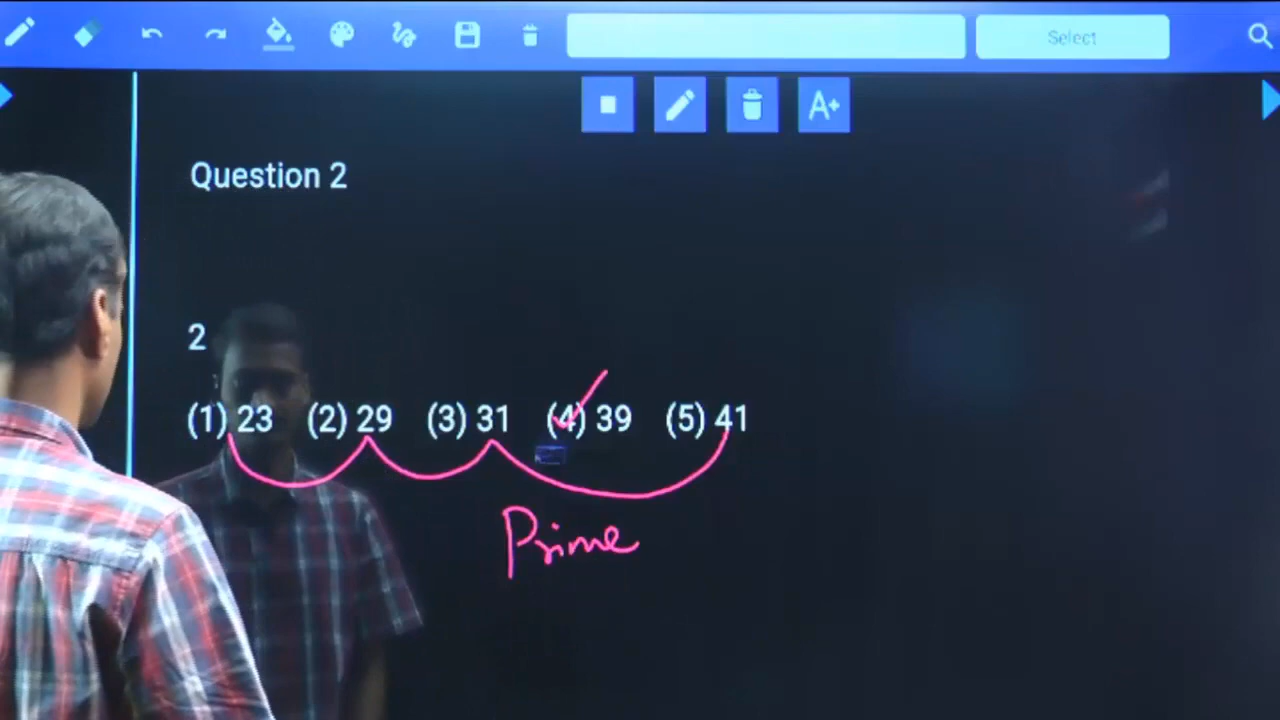 Select
A+
Question 2
2
(1) 23 (2) 29 (3) 31 (4) 39 (5) 41
Prime